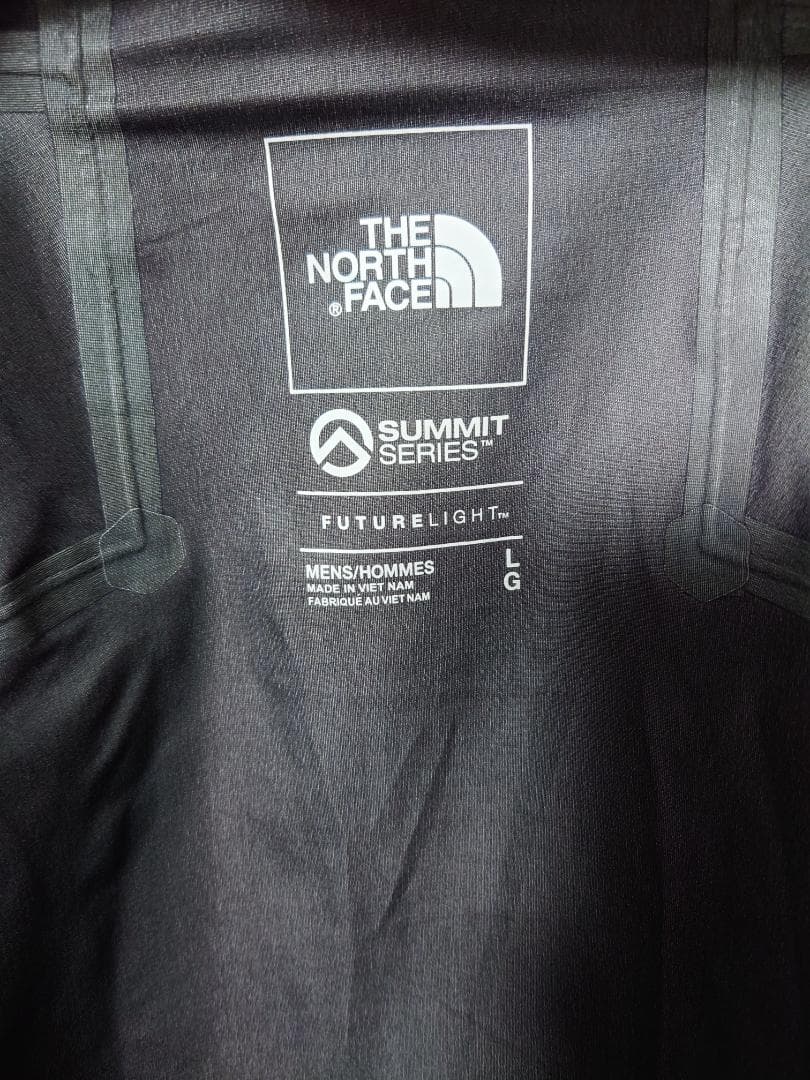 THE
NORTH
®FACE
SUMMIT
SERIES™
FUTURELIGHT™
MENS/HOMMES L
MADE IN VIET NAM G
FABRIQUÉ AU VIET NAM